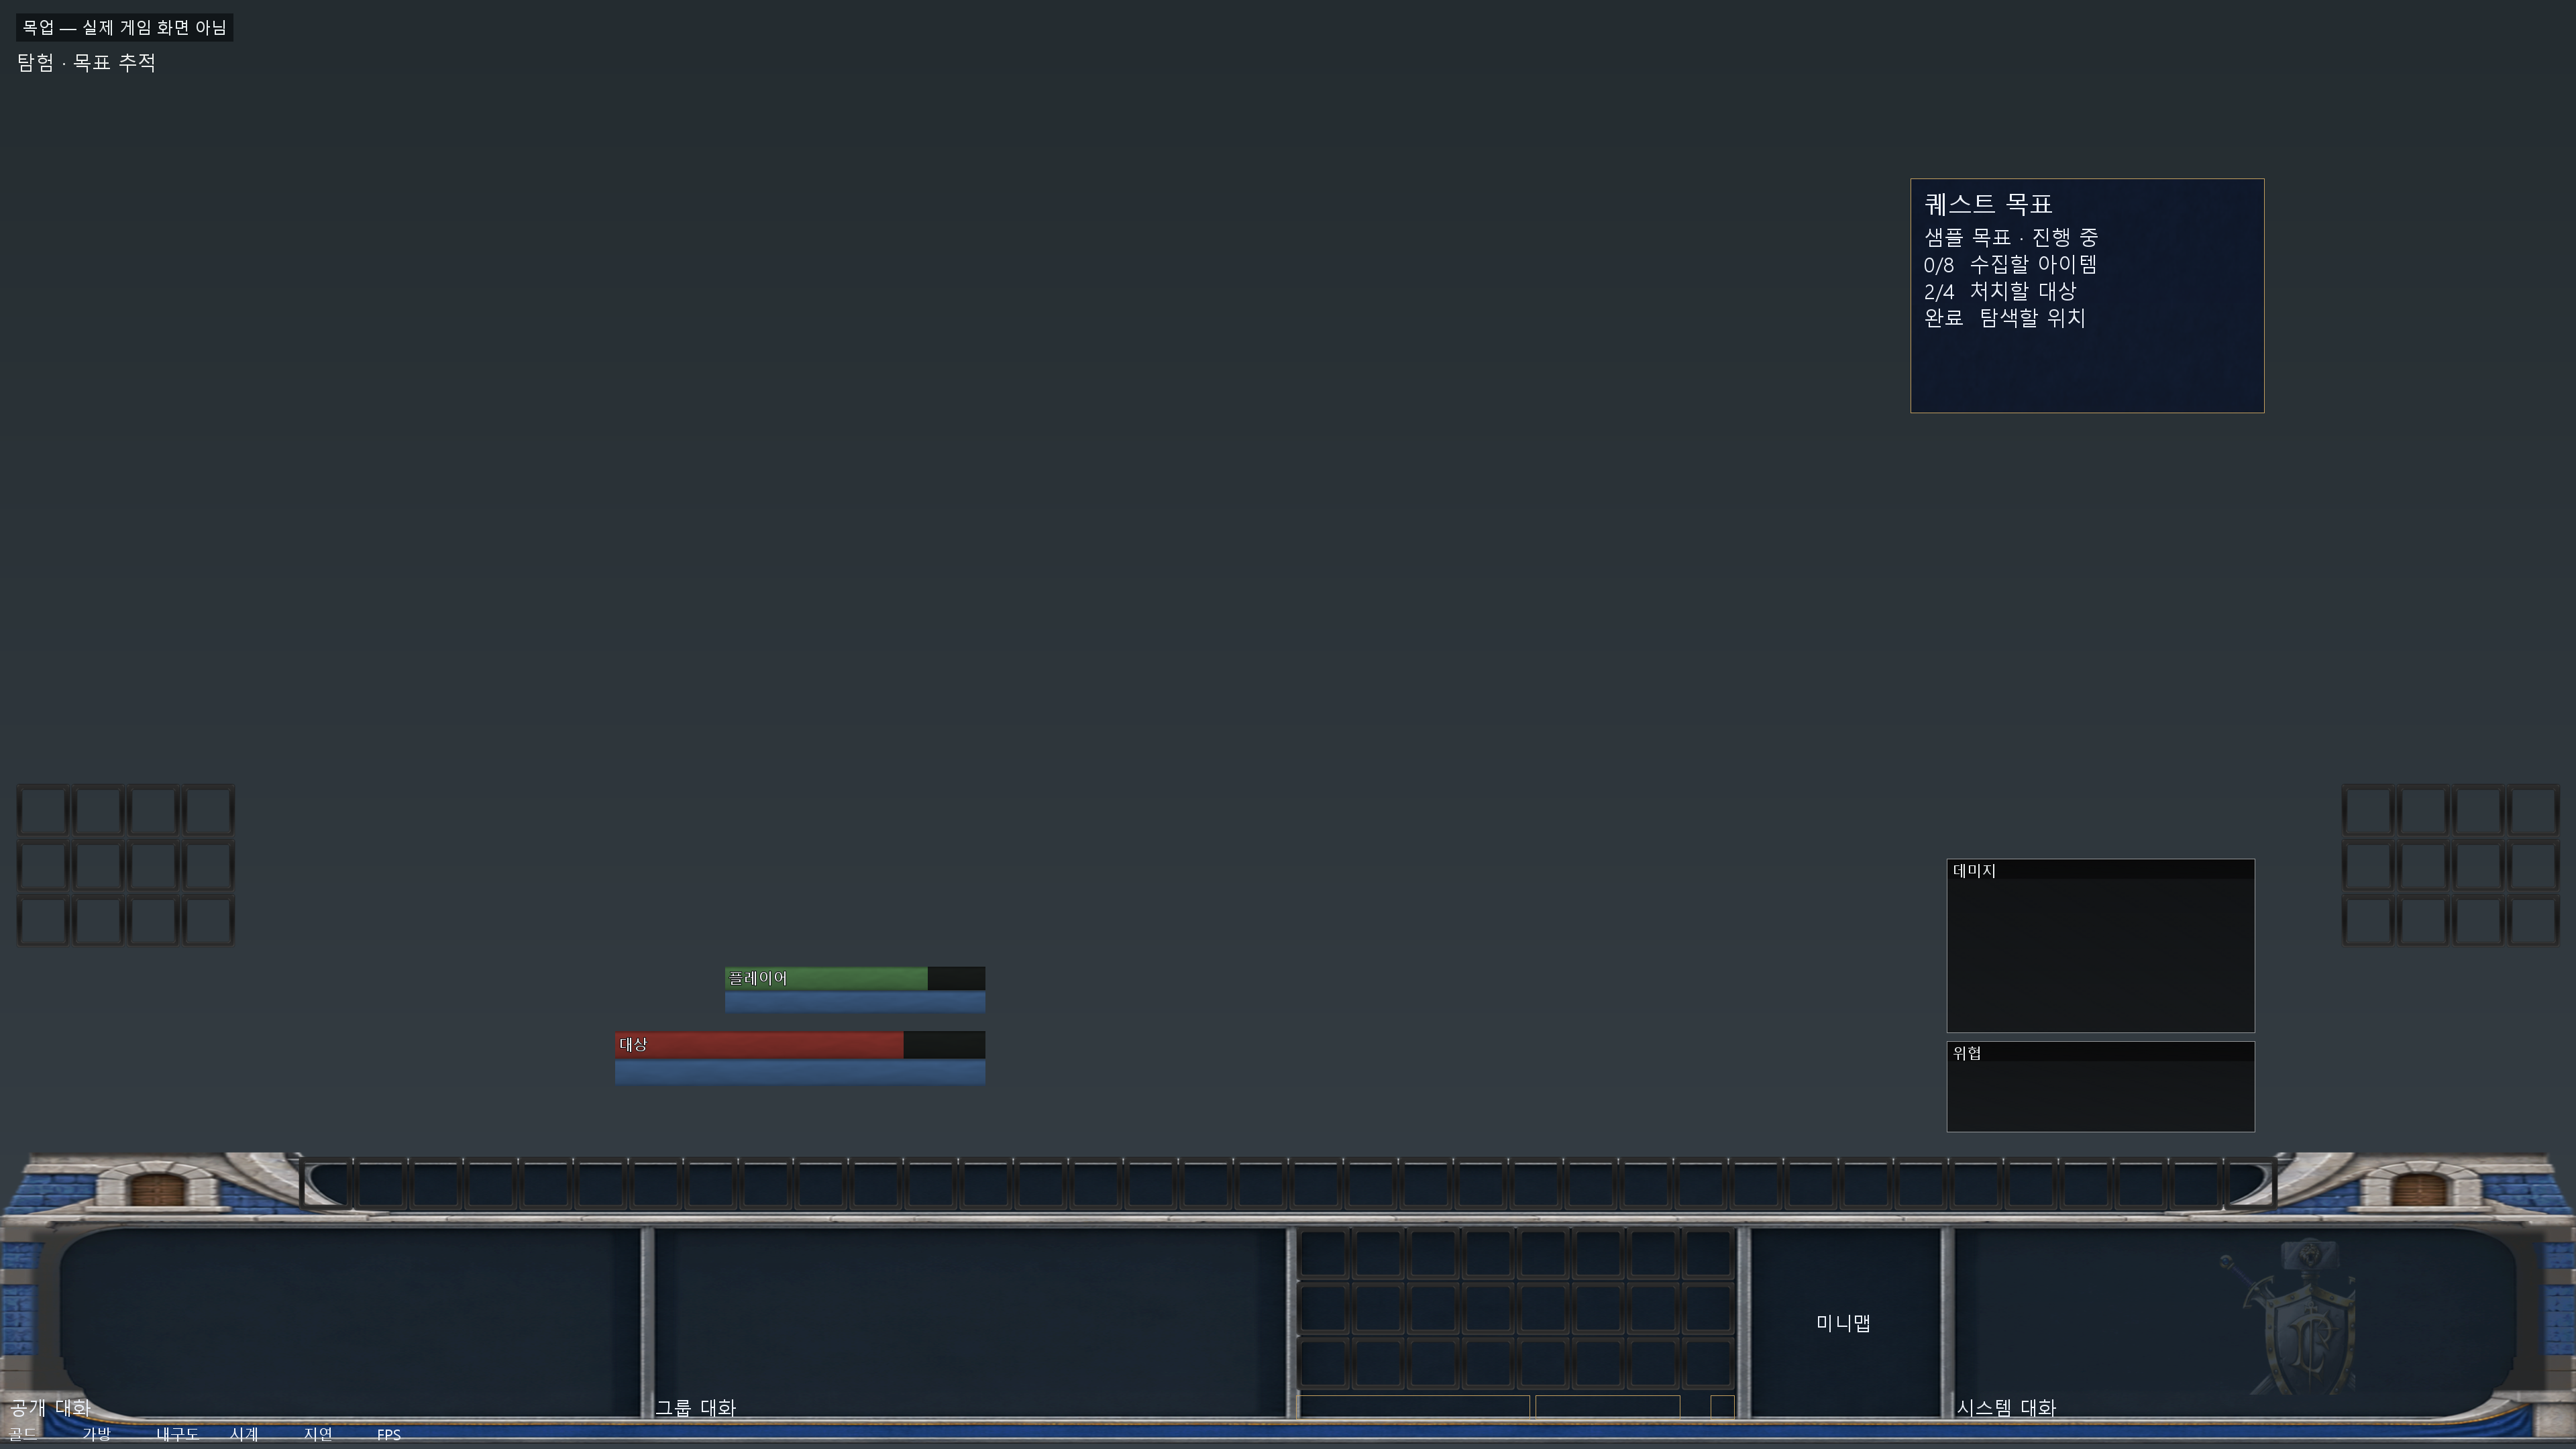 목업 — 실제 게임 화면 아님
탐험 · 목표 추적
퀘스트 목표
샘플 목표 · 진행 중
0/8 수집할 아이템
2/4 처치할 대상
완료 탐색할 위치
데미지
플레이어
대상
위협
미니맵
공개 대화
그룹 대화
시스템 대화
골드 가방 내구도 시계 지연 FPS